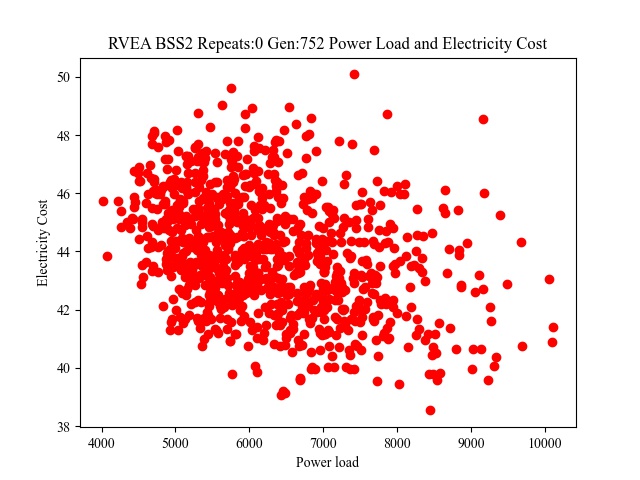 RVEA BSS2 Repeats:0 Gen:752 Power Load and Electricity Cost
50
48
46
44
42
40
38
Electricity Cost
4000 5000 6000 7000 8000 9000 10000
Power load